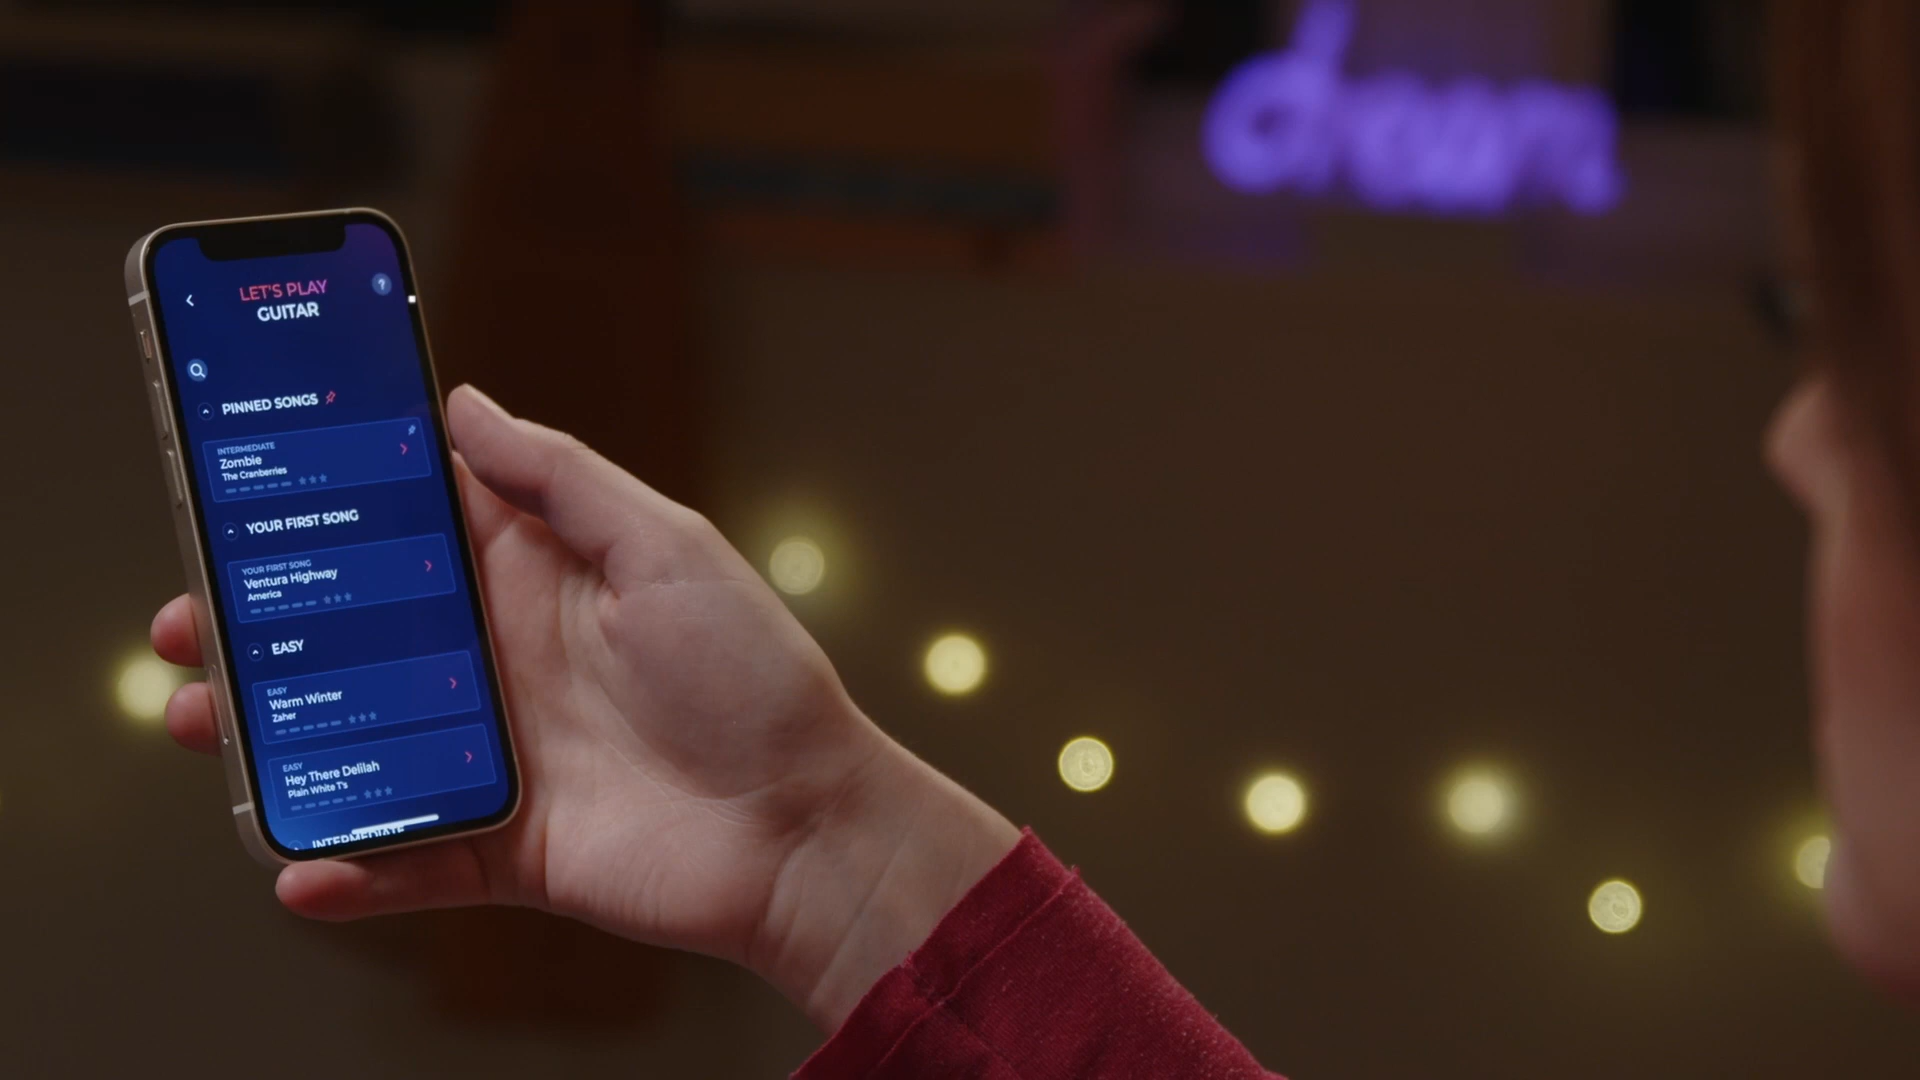 LET'S PLAY
GUITAR
?
PINNED SONGS
INTERMEDIATE
Zombie
The Cranberries
YOUR FIRST SONG
YOUR FIRST SONG
Ventura Highway
America
EASY
EASY
Warm Winter
Zaher
EASY
Hey There Delilah
Plain White T's
INTERMEDIATE